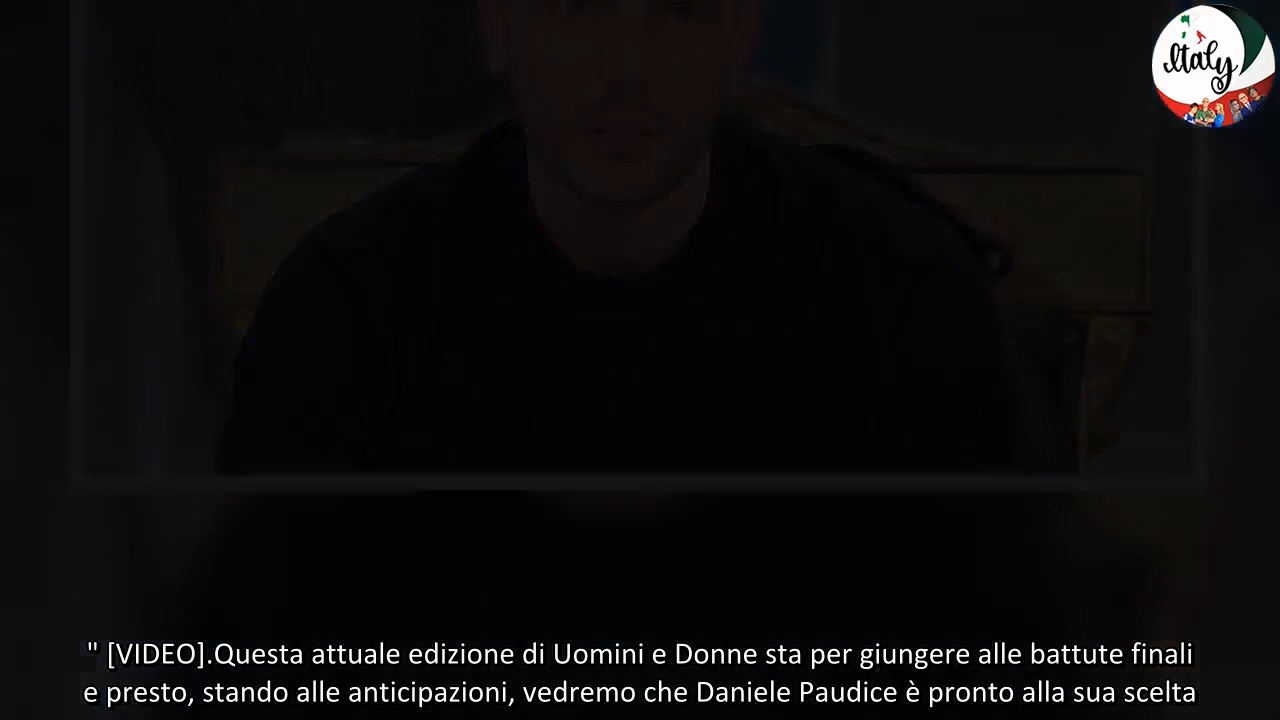 Italy
" [VIDEO].Questa attuale edizione di Uomini e Donne sta per giungere alle battute finali
e presto, stando alle anticipazioni, vedremo che Daniele Paudice è pronto alla sua scelta